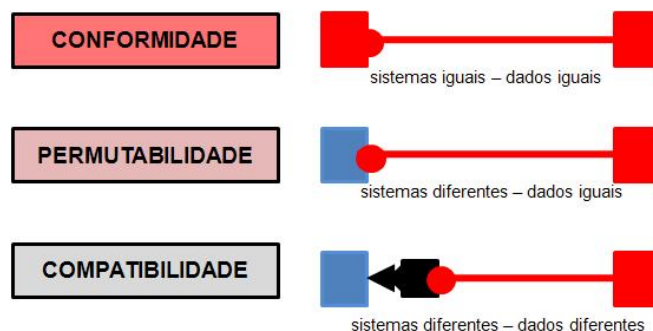 CONFORMIDADE
sistemas iguais – dados iguais
PERMUTABILIDADE
sistemas diferentes – dados iguais
COMPATIBILIDADE
sistemas diferentes – dados diferentes